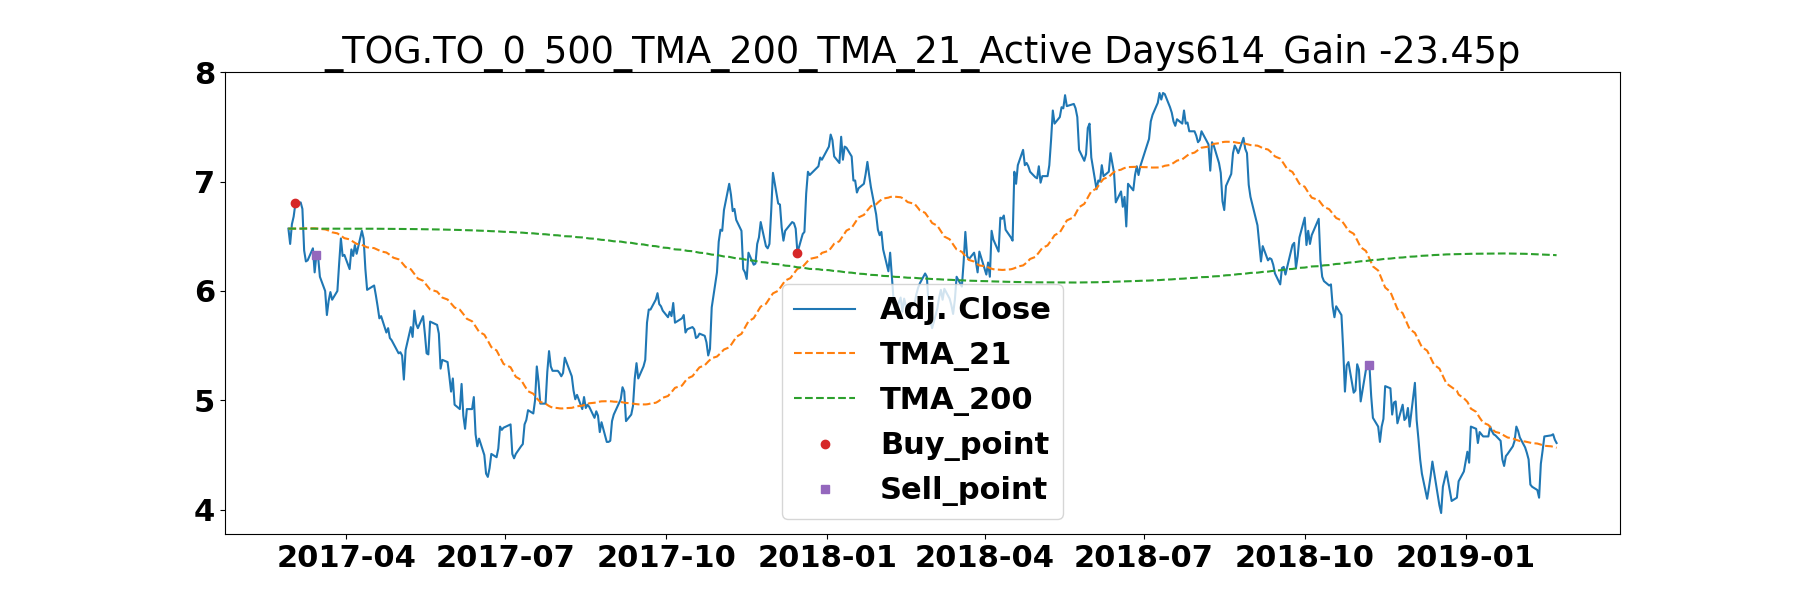 _TOG.TO_0_500_TMA_200_TMA_21_Active Days614_Gain -23.45p
8
7
6
5
4
Adj. Close
TMA_21
TMA_200
Buy_point
Sell_point
2017-04 2017-07 2017-10 2018-01 2018-04 2018-07 2018-10 2019-01